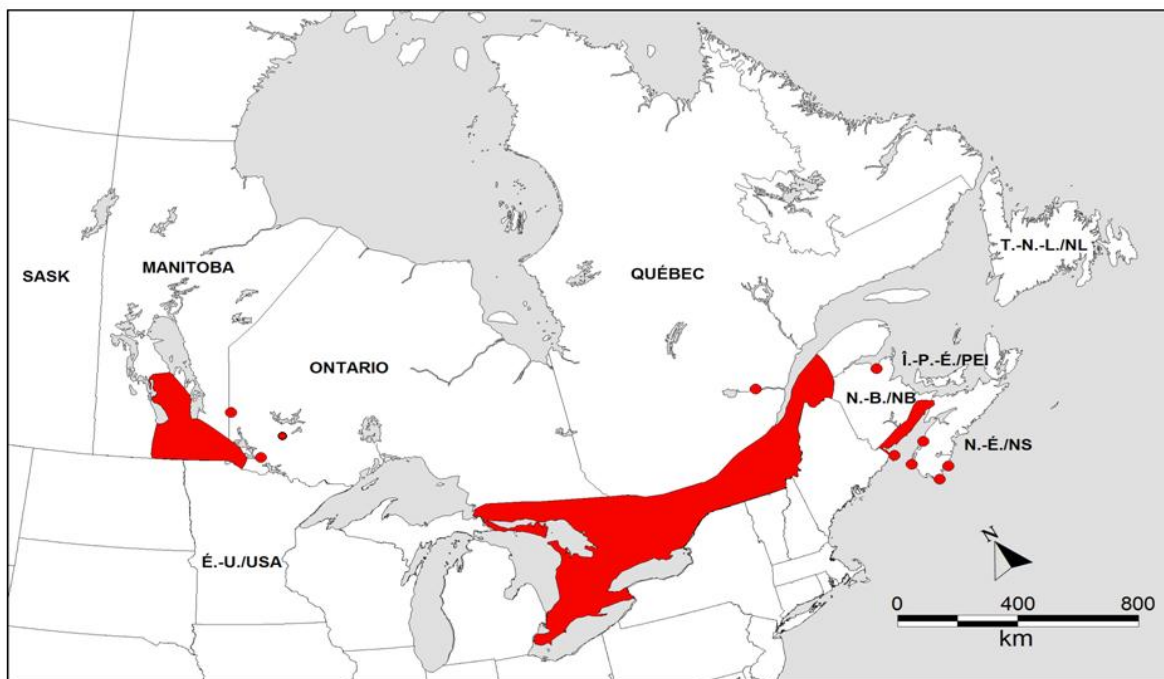 T.-N.-L./NL
MANITOBA
SASK
QUÉBEC
ONTARIO
Î.-P.-É./PEI
N.-B./NB
N.-É./NS
É.-U./USA
N
0 400 800
km